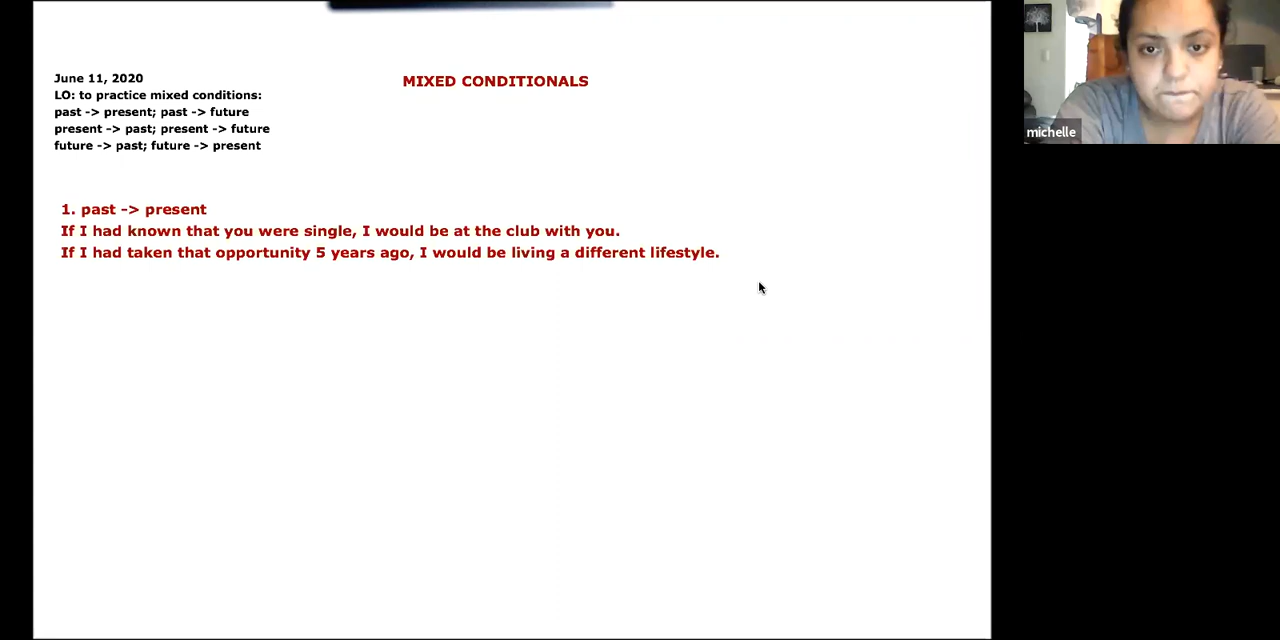 June 11, 2020
LO: to practice mixed conditions:
past -> present; past -> future
present -> past; present -> future
future -> past; future -> present
MIXED CONDITIONALS
1. past -> present
If I had known that you were single, I would be at the club with you.
If I had taken that opportunity 5 years ago, I would be living a different lifestyle.
michelle